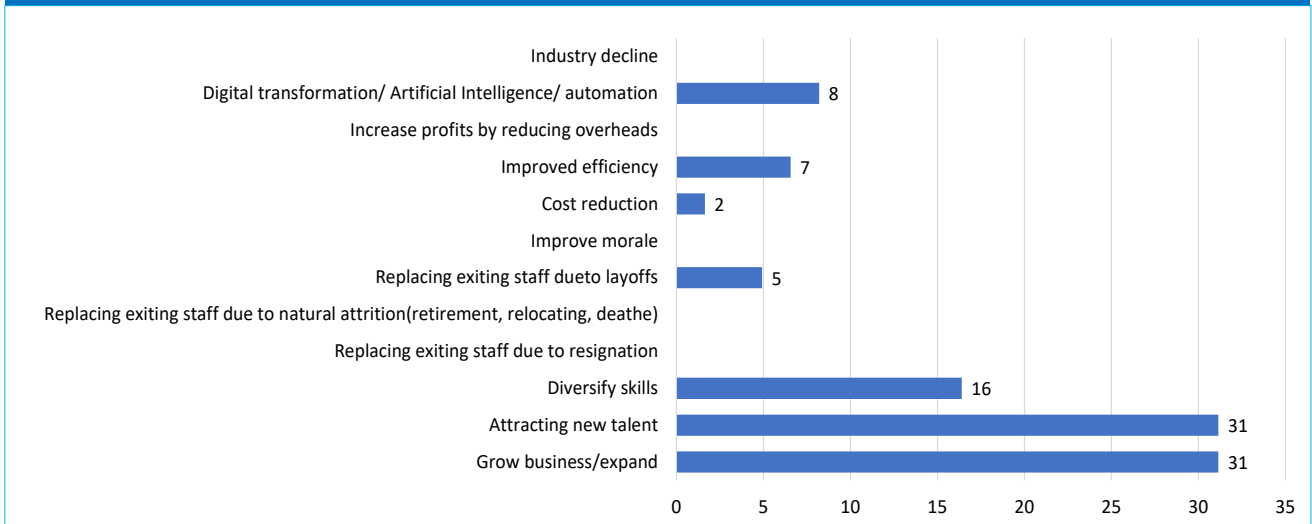 Industry decline
Digital transformation/ Artificial Intelligence/ automation 8
Increase profits by reducing overheads
Improved efficiency 7
Cost reduction 2
Improve morale
Replacing exiting staff dueto layoffs 5
Replacing exiting staff due to natural attrition(retirement, relocating, deathe)
Replacing exiting staff due to resignation
Diversify skills 16
Attracting new talent 31
Grow business/expand 31
0 5 10 15 20 25 30 35